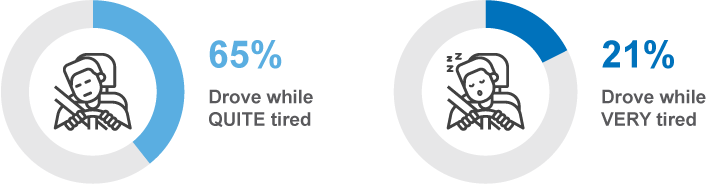 65%
Drove while
QUITE tired
z z
z z
21%
Drove while
VERY tired